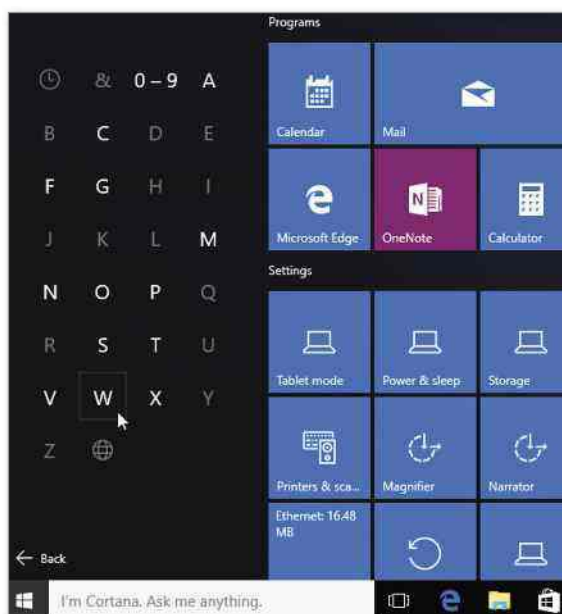 Programs
& 0 – 9 A
B C D E
F G H I
J K L M
N O P Q
R S T U
V W X Y
Z
Calendar
Mail
Microsoft Edge
N
OneNote
Calculator
Settings
Tablet mode
Power & sleep
Storage
Printers & sca...
Magnifier
Narrator
Ethernet: 16.48
MB
Back
I'm Cortana. Ask me anything.